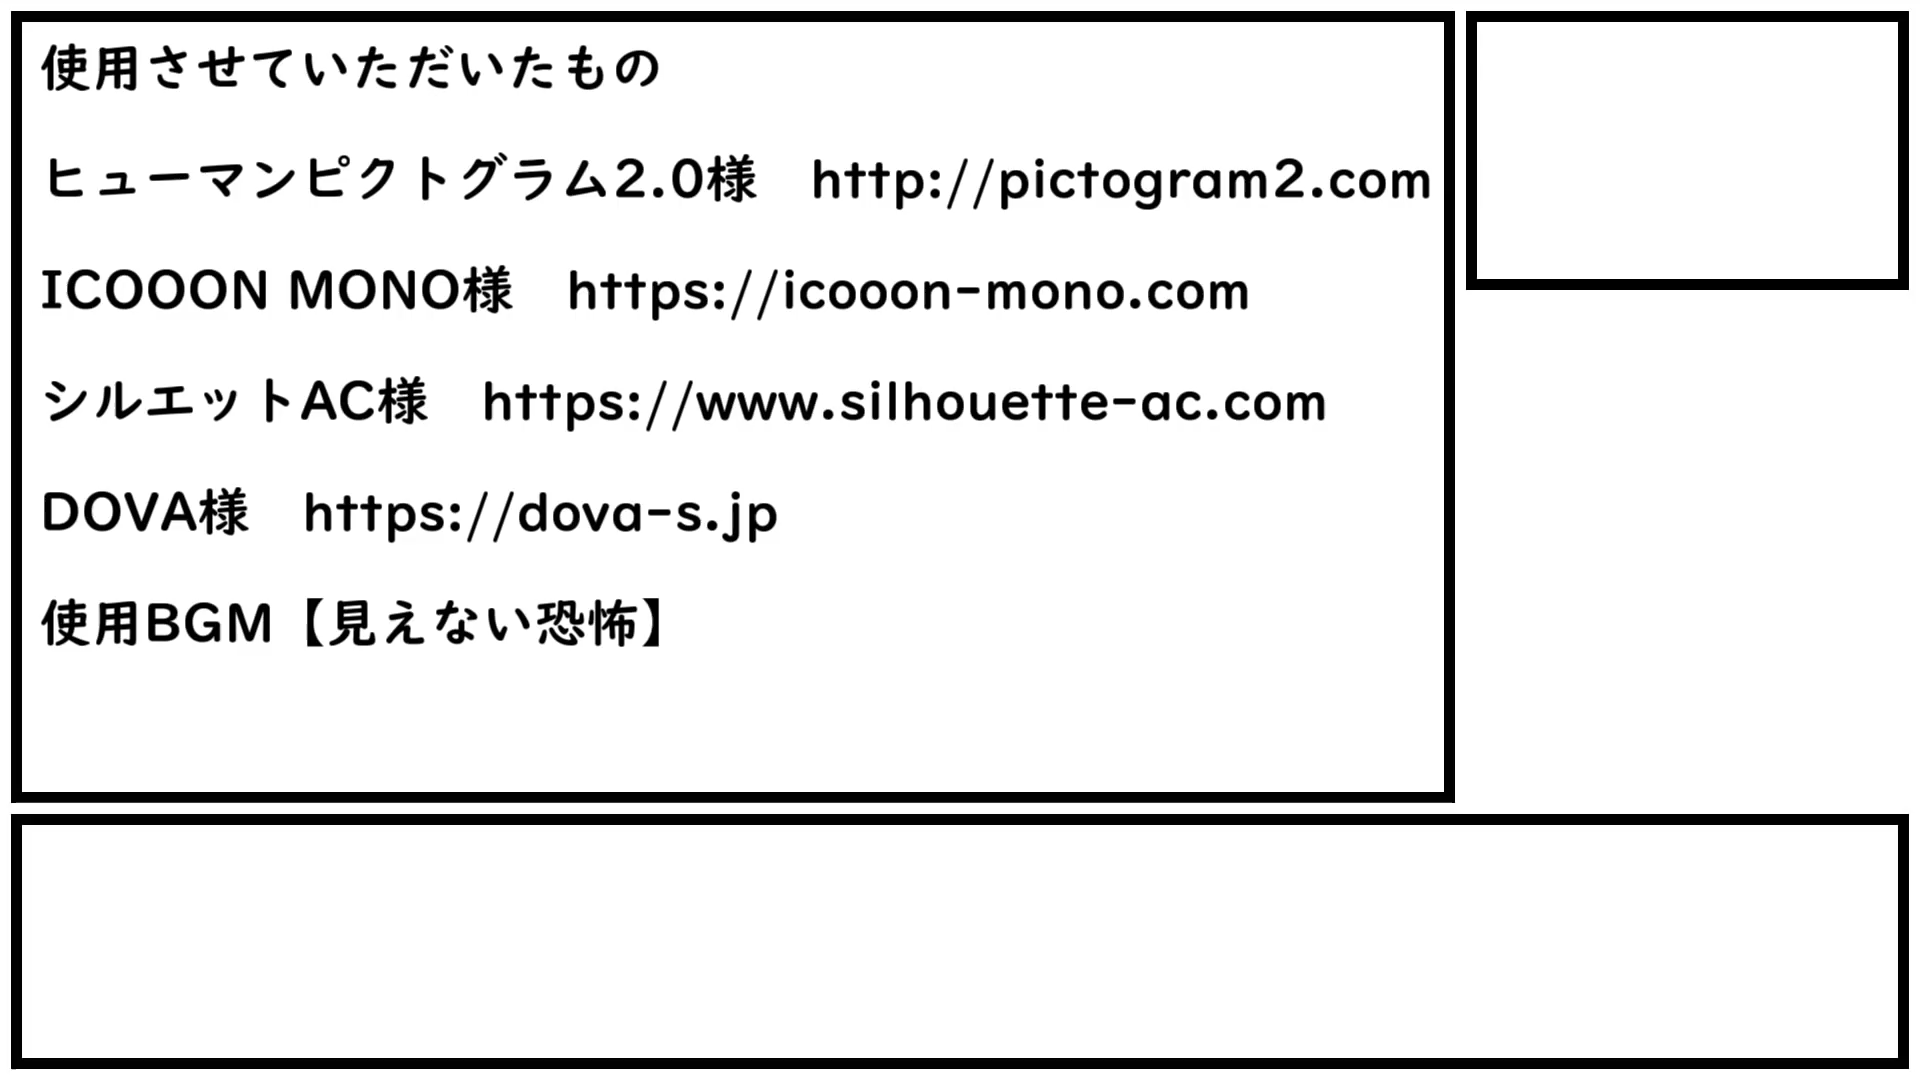 使用させていただいたもの
ヒューマンピクトグラム2.0様　http://pictogram2.com
ICOOON MONO様　https://icooon-mono.com
シルエットAC様　https://www.silhouette-ac.com
DOVA様　https://dova-s.jp
使用BGM【見えない恐怖】